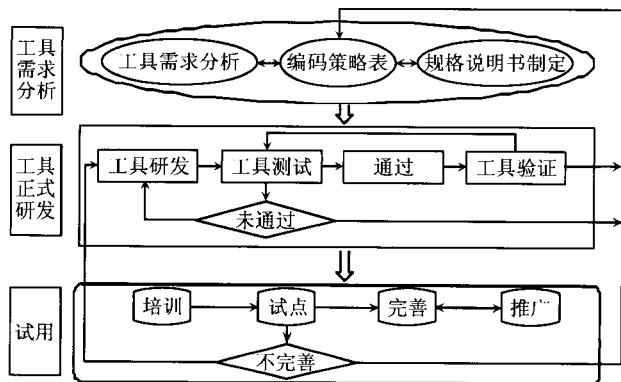 工具
需求
分析
工具需求分析
编码策略表
规格说明书制定
工具
正式
研发
工具研发
工具测试
通过
工具验证
未通过
试用
培训
试点
完善
推广
不完善